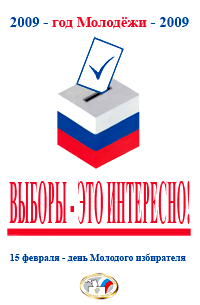 2009 - год Молодёжи - 2009
ВЫБОРЫ - ЭТО ИНТЕРЕСНО!
15 февраля - день Молодого избирателя